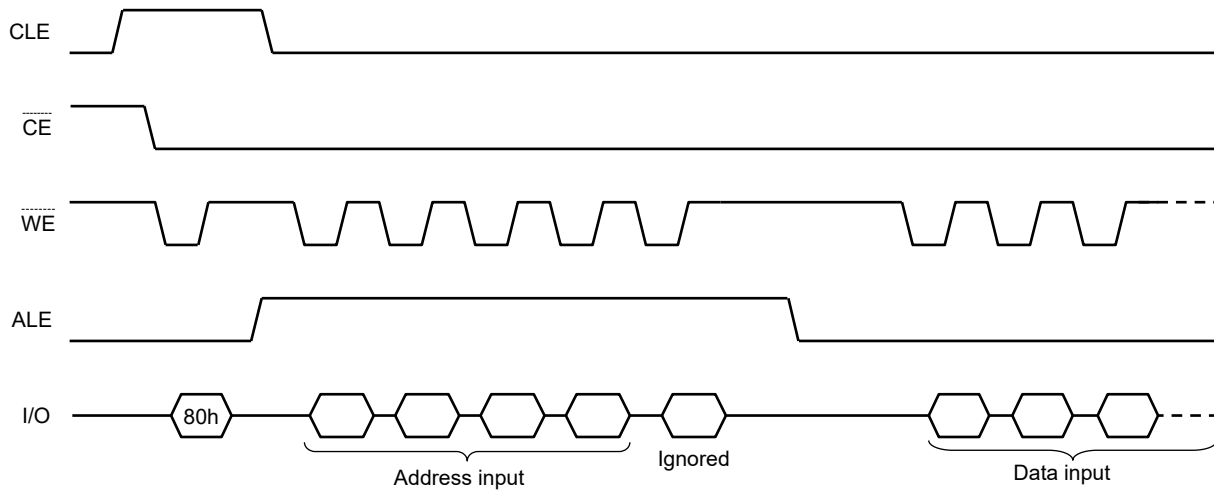 CLE
CE
WE
ALE
I/O
80h
Address input
Ignored
Data input